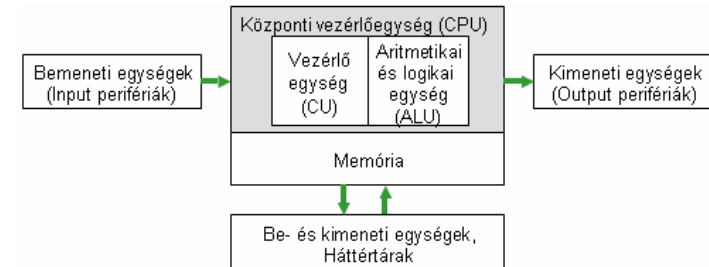 Központi vezérlőegység (CPU)
Bemeneti egységek
(Input perifériák)
Vezérlő
egység
(CU)
Aritmetikai
és logikai
egység
(ALU)
Kimeneti egységek
(Output perifériák)
Memória
Be- és kimeneti egységek,
Háttértárak